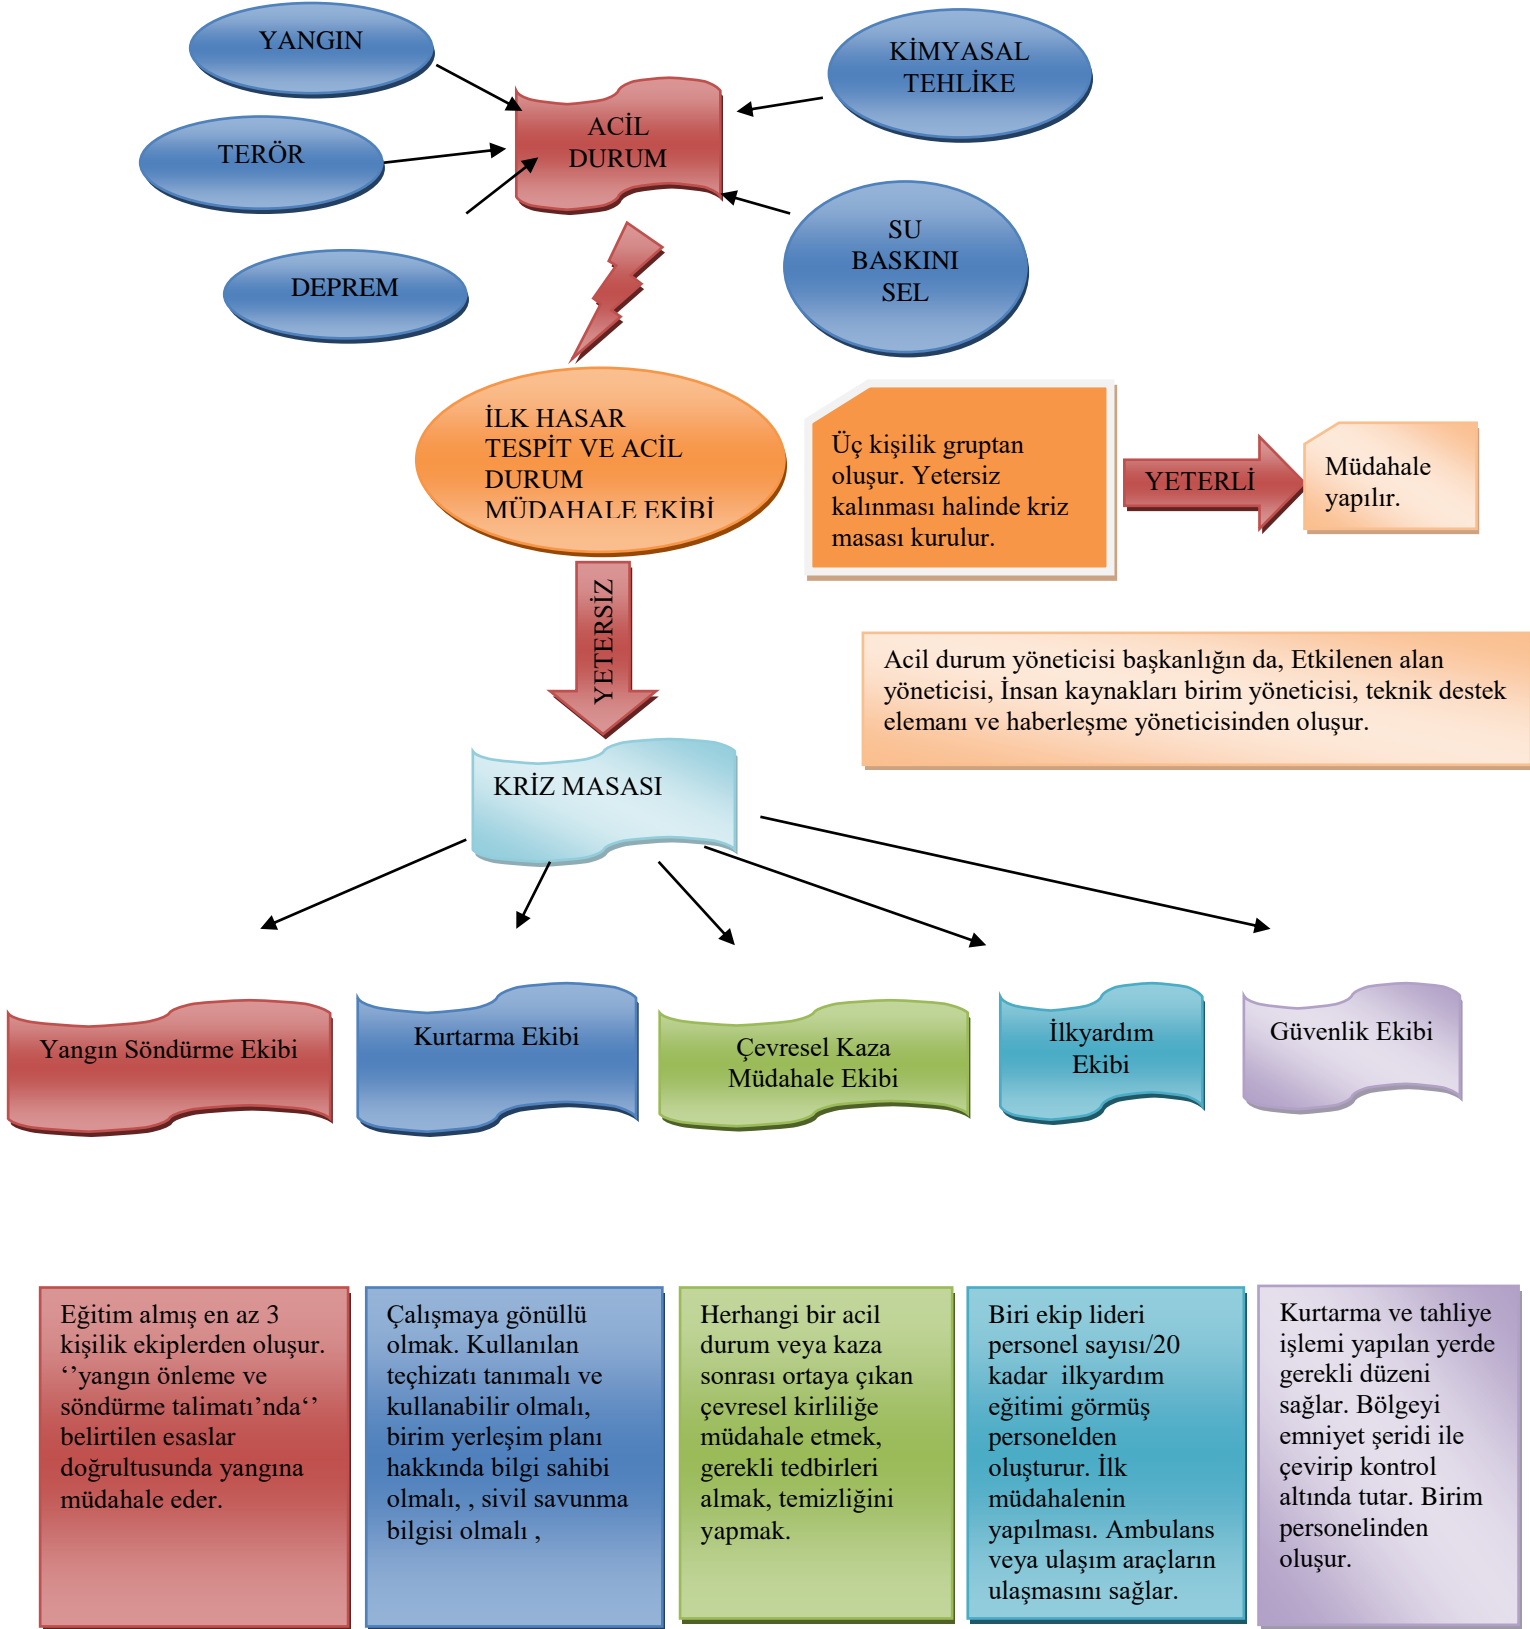 YANGIN
KİMYASAL
TEHLİKE
ACİL
DURUM
TERÖR
SU
BASKINI
SEL
DEPREM
İLK HASAR
TESPİT VE ACİL
DURUM
MÜDAHALE EKİBİ
Üç kişilik gruptan
oluşur. Yetersiz
kalınması halinde kriz
masası kurulur.
YETERLİ
Müdahale
yapılır.
YETERSİZ
Acil durum yöneticisi başkanlığın da, Etkilenen alan
yöneticisi, İnsan kaynakları birim yöneticisi, teknik destek
elemanı ve haberleşme yöneticisinden oluşur.
KRİZ MASASI
Yangın Söndürme Ekibi
Kurtarma Ekibi
Çevresel Kaza
Müdahale Ekibi
İlkyardım
Ekibi
Güvenlik Ekibi
Eğitim almış en az 3
kişilik ekiplerden oluşur.
‘’yangın önleme ve
söndürme talimatı’nda‘’
belirtilen esaslar
doğrultusunda yangına
müdahale eder.
Çalışmaya gönüllü
olmak. Kullanılan
teçhizatı tanımalı ve
kullanabilir olmalı,
birim yerleşim planı
hakkında bilgi sahibi
olmalı, , sivil savunma
bilgisi olmalı ,
Herhangi bir acil
durum veya kaza
sonrası ortaya çıkan
çevresel kirliliğe
müdahale etmek,
gerekli tedbirleri
almak, temizliğini
yapmak.
Biri ekip lideri
personel sayısı/20
kadar  ilkyardım
eğitimi görmüş
personelden
oluşturur. İlk
müdahalenin
yapılması. Ambulans
veya ulaşım araçların
ulaşmasını sağlar.
Kurtarma ve tahliye
işlemi yapılan yerde
gerekli düzeni
sağlar. Bölgeyi
emniyet şeridi ile
çevirip kontrol
altında tutar. Birim
personelinden
oluşur.